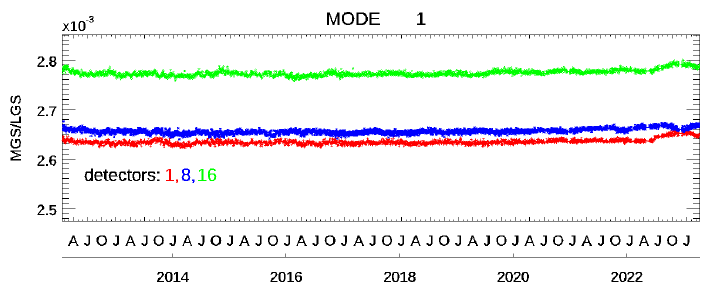 MODE 1
x10⁻³
2.8
2.7
2.6
2.5
MGS/LGS
detectors: 1, 8, 16
A J O J A J O J A J O J A J O J A J O J A J O J A J O J A J O J A J O J A J O J A J O J
2014 2016 2018 2020 2022